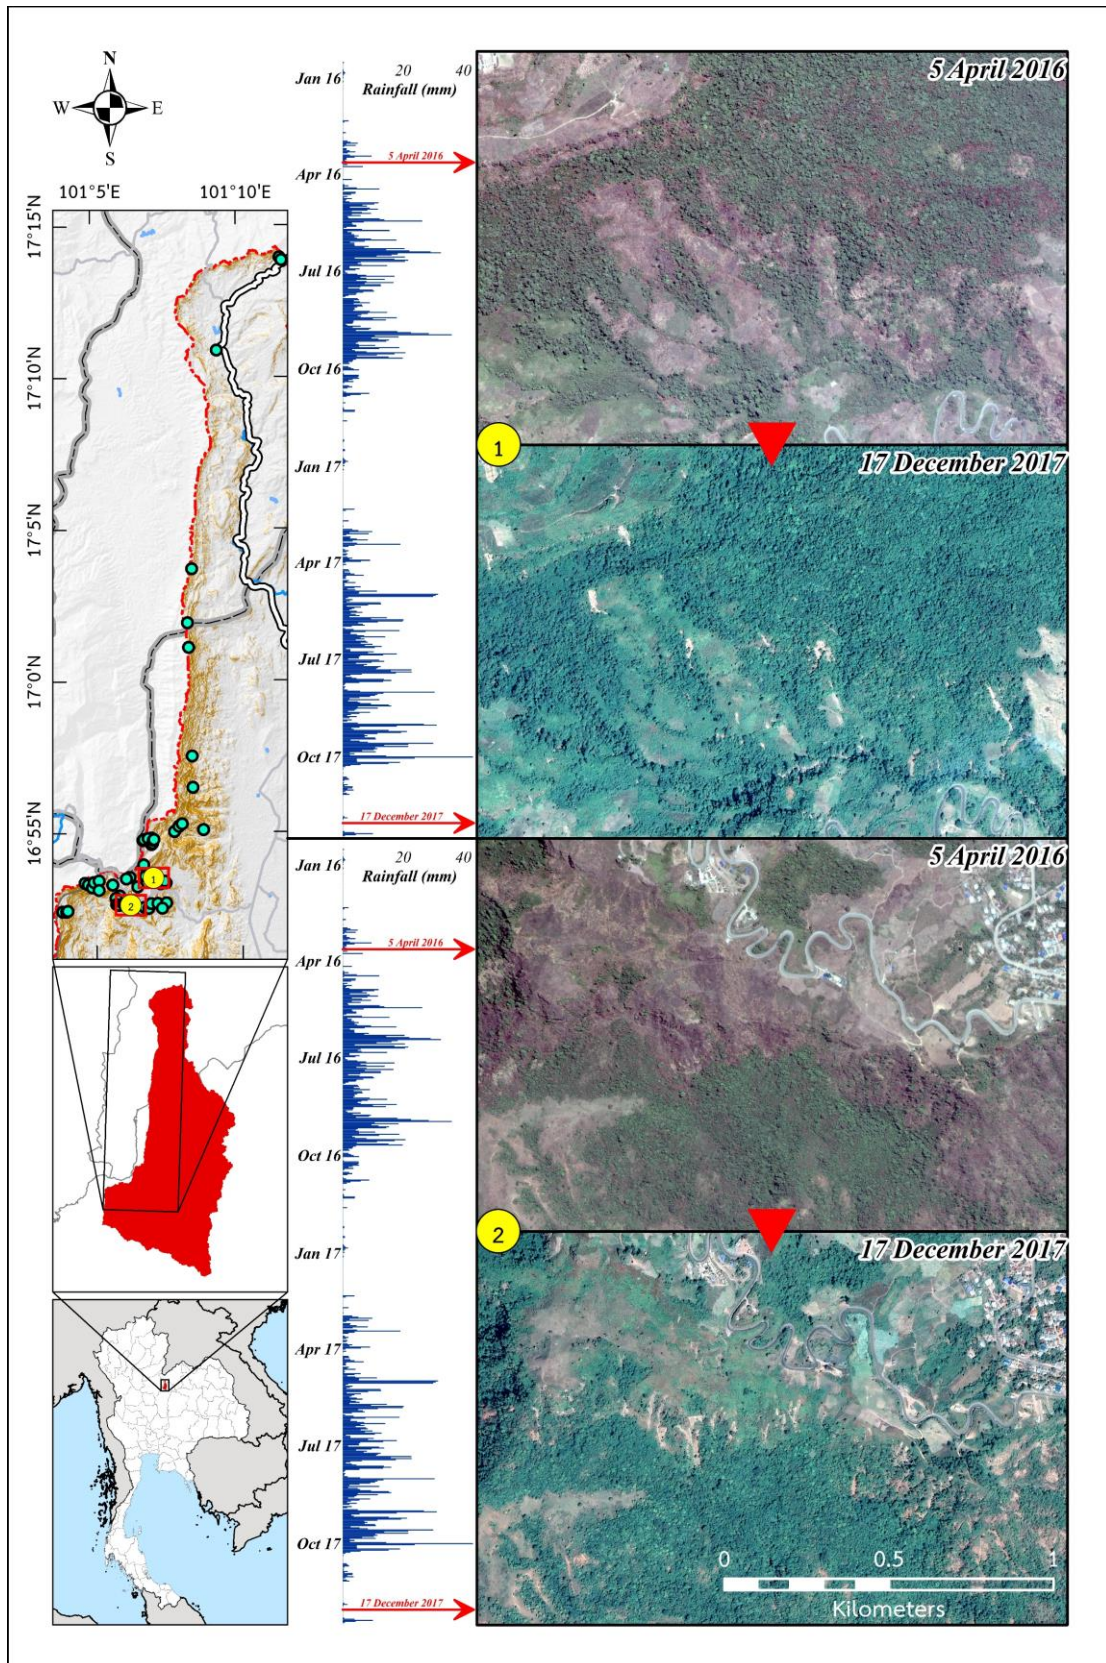 N
W E
S
101°5'E 101°10'E
17°15'N
17°10'N
17°5'N
17°0'N
16°55'N
1
2
20 40
Rainfall (mm)
Jan 16
5 April 2016
Apr 16
Jul 16
Oct 16
Jan 17
Apr 17
Jul 17
Oct 17
17 December 2017
5 April 2016
1
17 December 2017
20 40
Rainfall (mm)
Jan 16
5 April 2016
Apr 16
Jul 16
Oct 16
Jan 17
Apr 17
Jul 17
Oct 17
17 December 2017
5 April 2016
2
17 December 2017
0 0.5 1
Kilometers